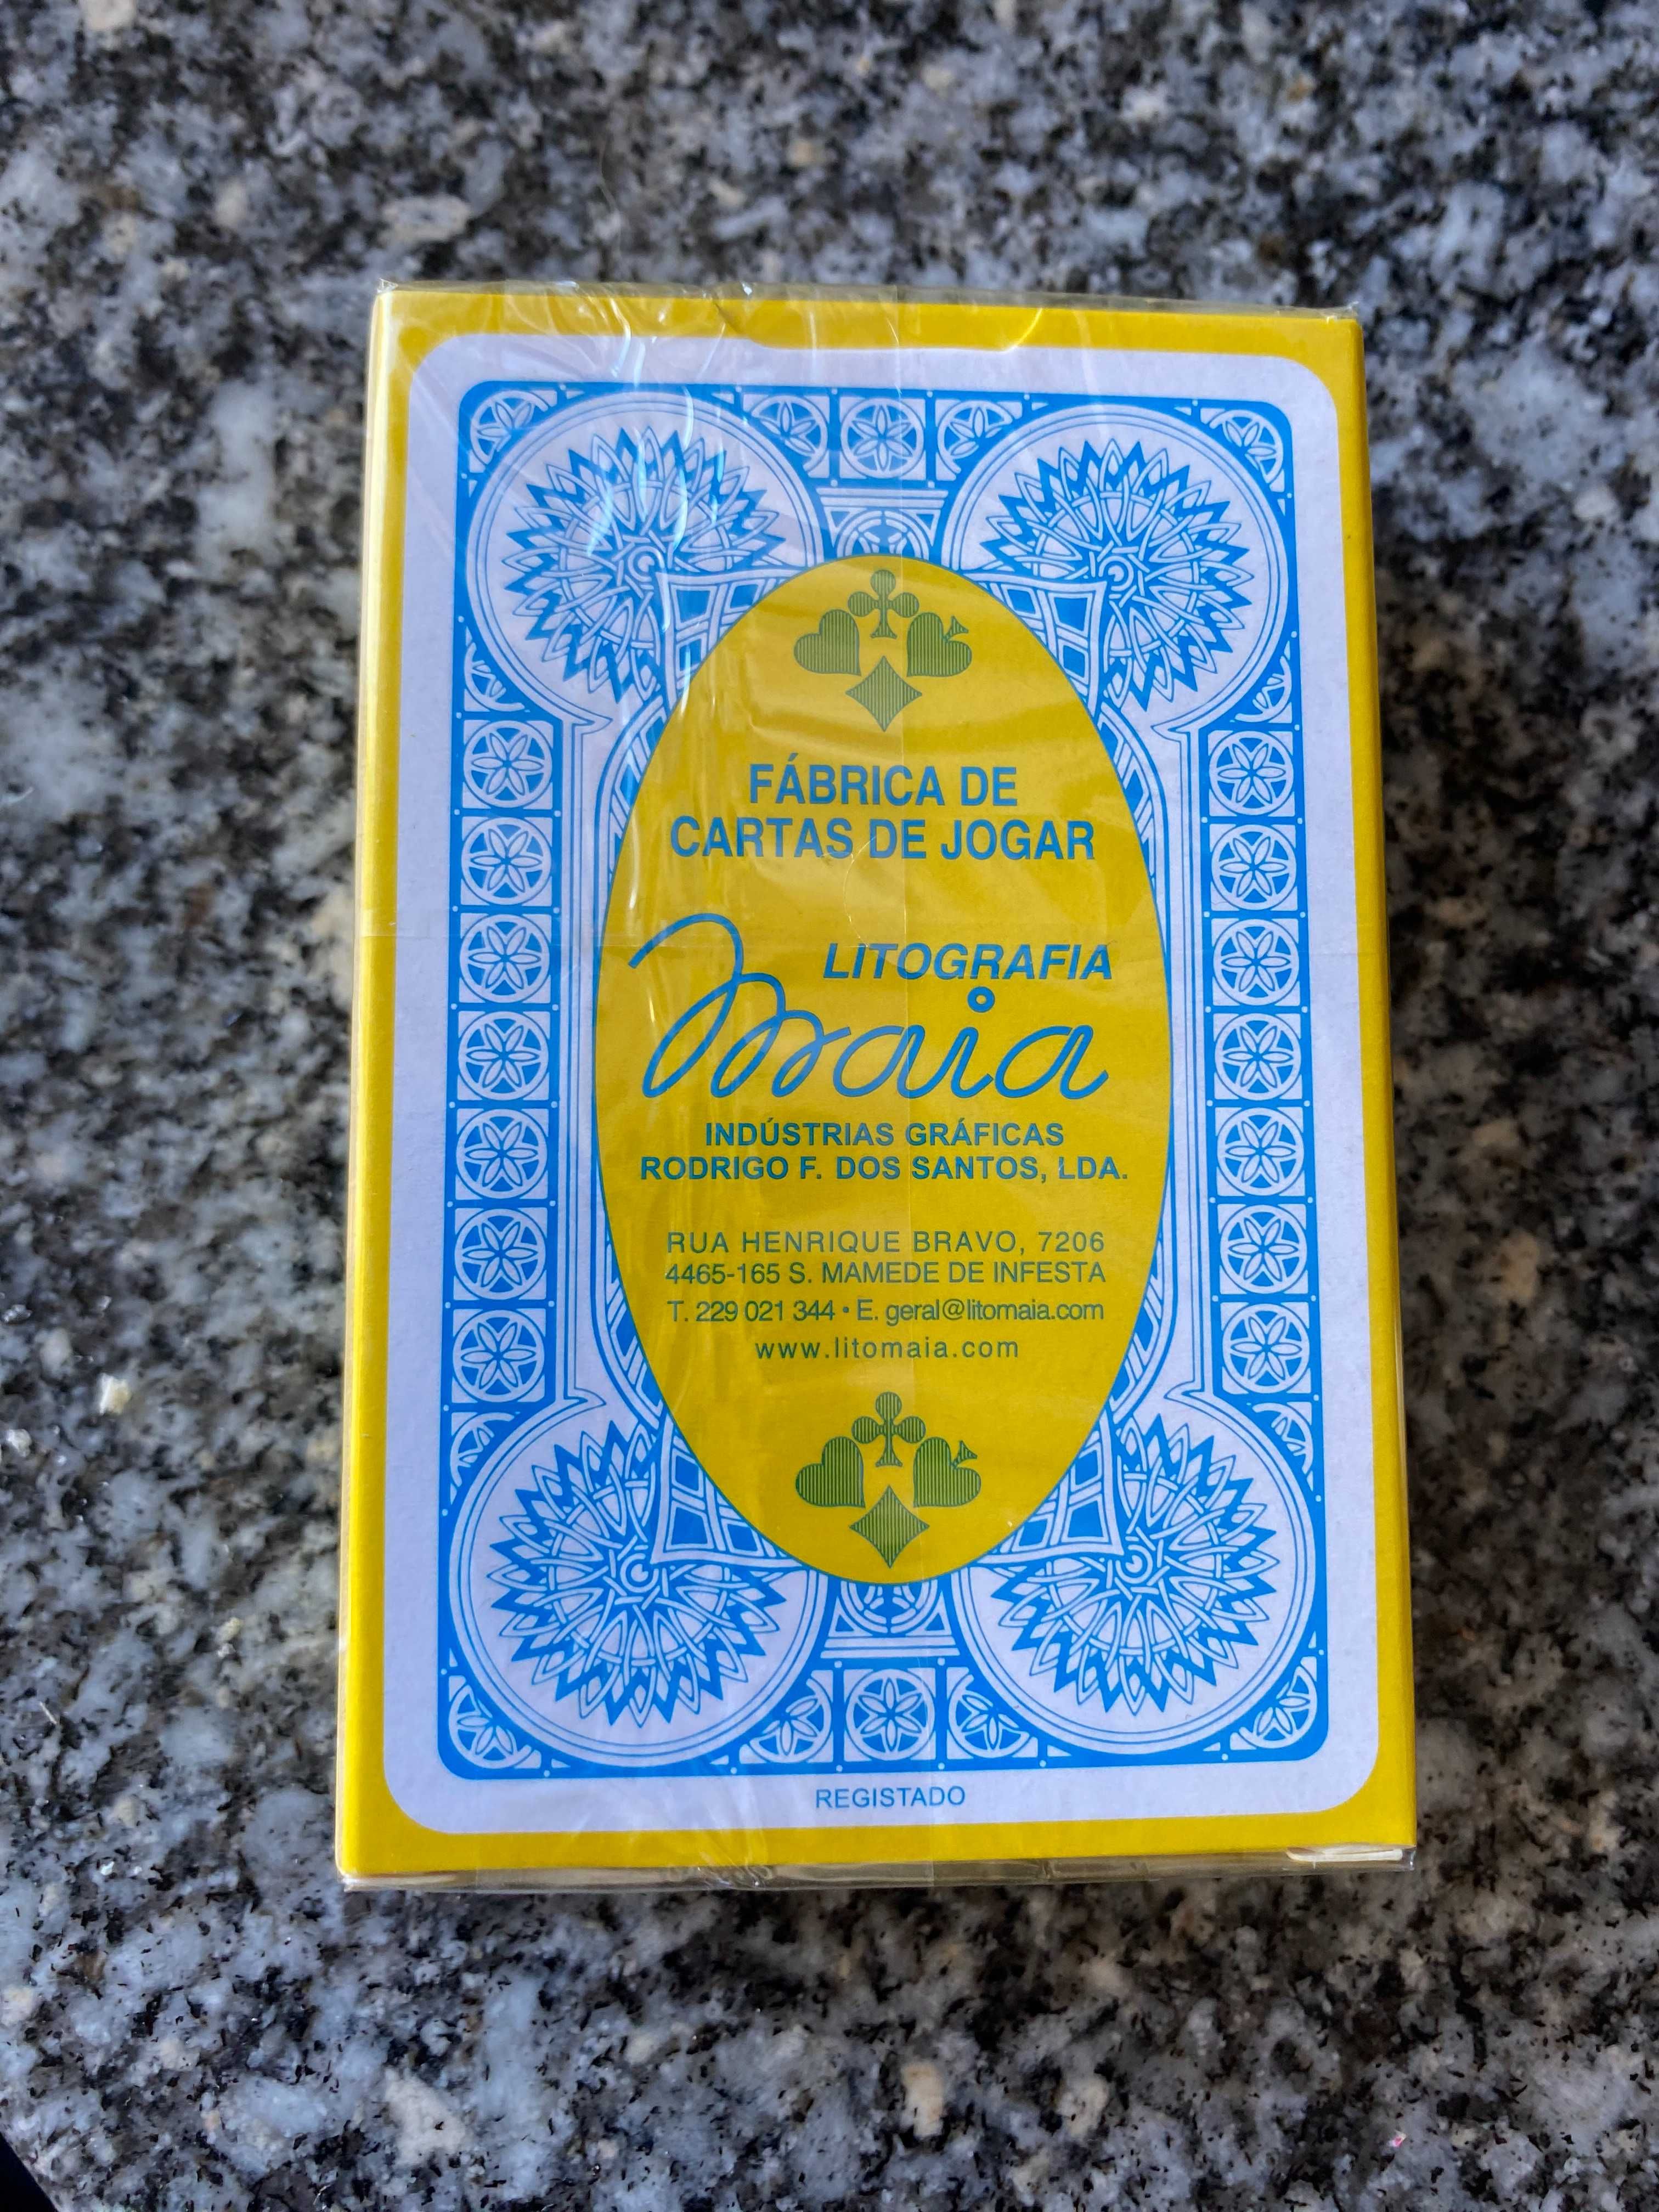 FÁBRICA DE
CARTAS DE JOGAR
LITOGRAFIA
Maia
INDÚSTRIAS GRÁFICAS
RODRIGO F. DOS SANTOS, LDA.
RUA HENRIQUE BRAVO, 7206
4465-165 S. MAMEDE DE INFESTA
T. 229 021 344 • E. geral@litomaia.com
www.litomaia.com
REGISTADO